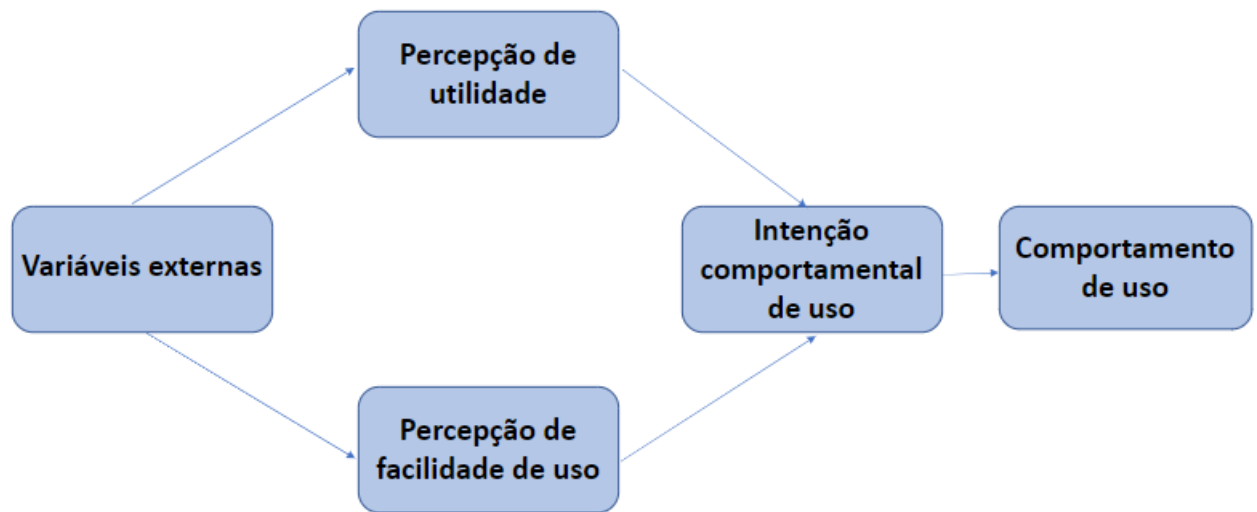 Percepção de
utilidade
Variáveis externas
Intenção
comportamental
de uso
Comportamento
de uso
Percepção de
facilidade de uso